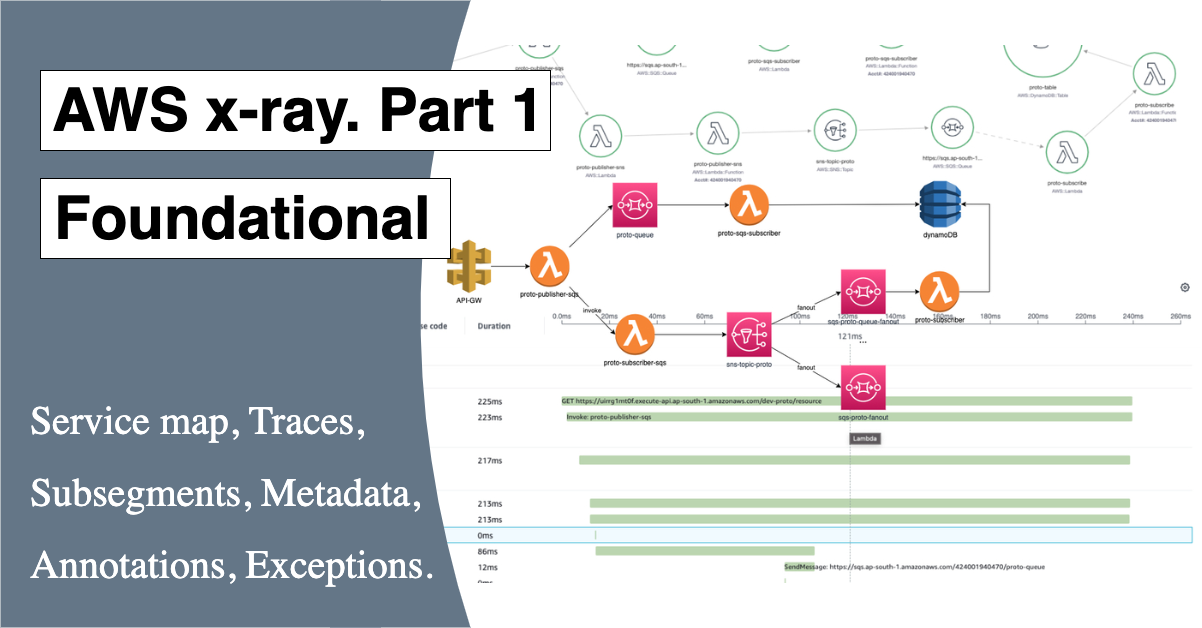 AWS x-ray. Part 1
Foundational
Service map, Traces,
Subsegments, Metadata,
Annotations, Exceptions.
proto-publisher-sqs
https://sqs.ap-south-1...
AWS::SQS::Queue
proto-sqs-subscriber
AWS::Lambda
proto-sqs-subscriber
AWS::Lambda::Function
AccId: 424001940470
proto-table
AWS::DynamoDB::Table
proto-subscribe
AWS::Lambda::Functi
proto-publisher-sns
AWS::Lambda
proto-publisher-sns
AWS::Lambda::Function
AccId: 424001940470
sns-topic-proto
AWS::SNS::Topic
https://sqs.ap-south-1...
AWS::SQS::Queue
proto-subscribe
AWS::Lambda
API-GW
proto-publisher-sqs
proto-queue
proto-sqs-subscriber
dynamoDB
invoke
proto-subscriber-sqs
sns-topic-proto
fanout
fanout
sqs-proto-queue-fanout
proto-subscriber
sqs-proto-fanout
se code
Duration
0.0ms
20ms
40ms
60ms
80ms
100ms
120ms
140ms
160ms
180ms
200ms
220ms
240ms
260ms
121ms
...
225ms
GET https://uirrg1mt0f.execute-api.ap-south-1.amazonaws.com/dev-proto/resource
223ms
Invoke: proto-publisher-sqs
Lambda
217ms
213ms
213ms
0ms
86ms
12ms
SendMessage: https://sqs.ap-south-1.amazonaws.com/424001940470/proto-queue